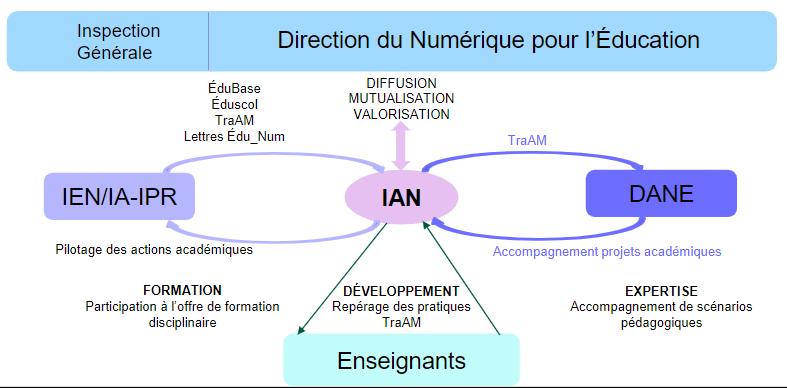 Inspection
Générale
Direction du Numérique pour l'Éducation
ÉduBase
Éduscol
TraAM
Lettres Édu_Num
DIFFUSION
MUTUALISATION
VALORISATION
TraAM
IEN/IA-IPR
IAN
DANE
Pilotage des actions académiques
Accompagnement projets académiques
FORMATION
Participation à l'offre de formation
disciplinaire
DÉVELOPPEMENT
Repérage des pratiques
TraAM
EXPERTISE
Accompagnement de scénarios
pédagogiques
Enseignants